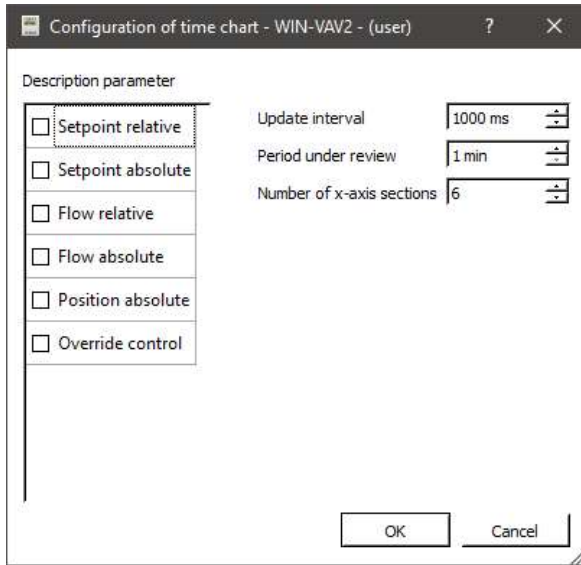 Configuration of time chart - WIN-VAV2 - (user) ? ×
Description parameter
Setpoint relative
Setpoint absolute
Flow relative
Flow absolute
Position absolute
Override control
Update interval 1000 ms
Period under review 1 min
Number of x-axis sections 6
OK Cancel